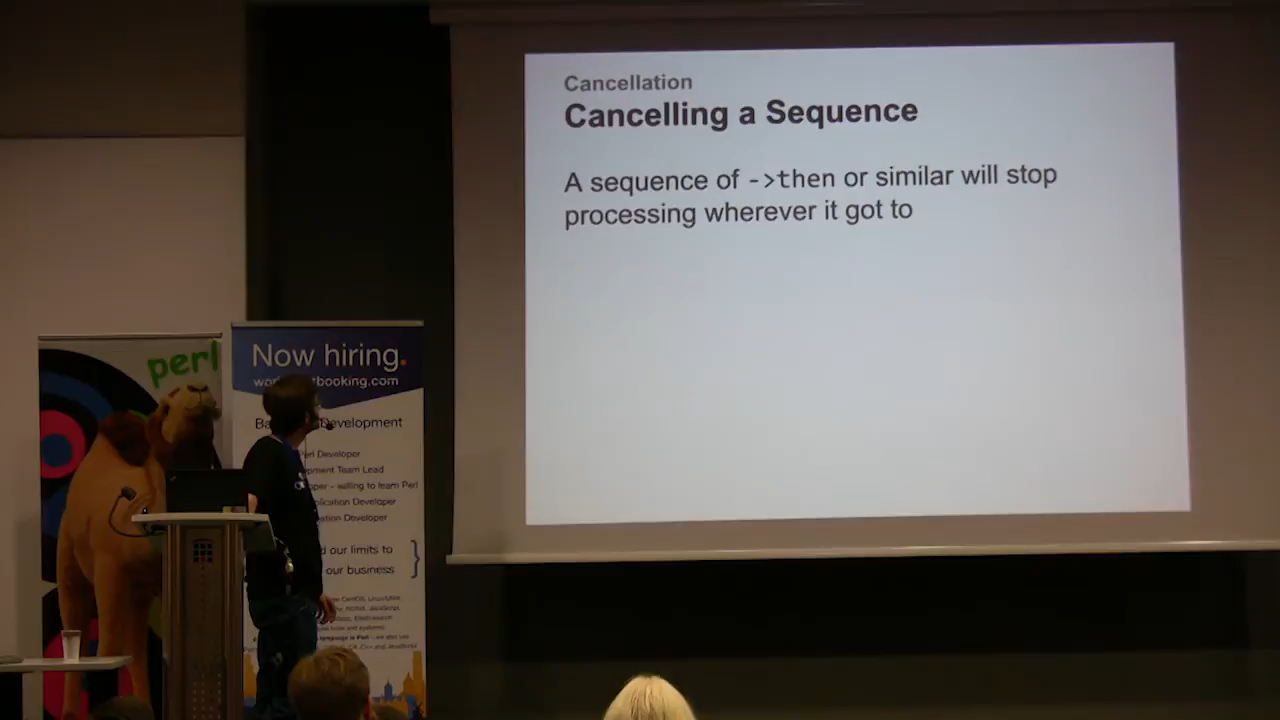 Cancellation
Cancelling a Sequence
A sequence of ->then or similar will stop
processing wherever it got to
perl
Now hiring.
booking.com
Development
Perl Developer
Team Lead
- willing to learn Perl
Developer
Developer
our limits to
our business